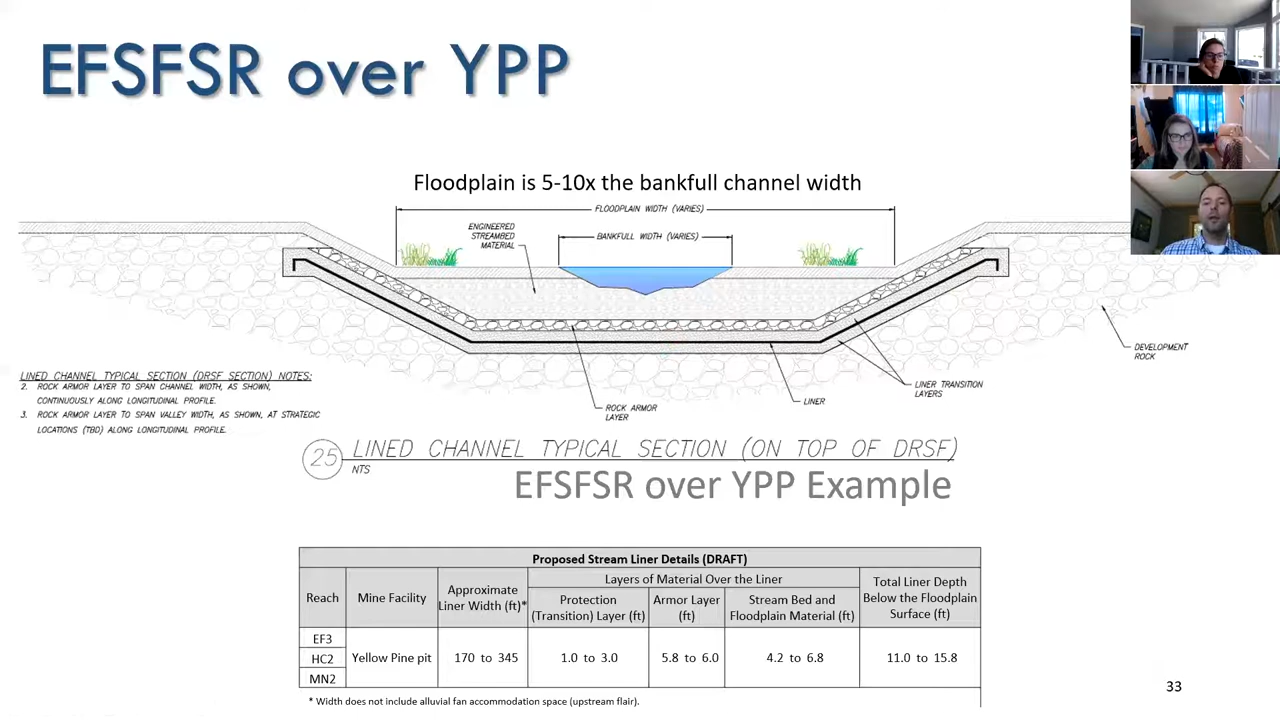 EFSFSR over YPP
Floodplain is 5-10x the bankfull channel width
FLOODPLAIN WIDTH (VARIES)
ENGINEERED
STREAMBED
MATERIAL
BANKFULL WIDTH (VARIES)
DEVELOPMENT
ROCK
LINED CHANNEL TYPICAL SECTION (DRSF SECTION) NOTES:
2. ROCK ARMOR LAYER TO SPAN CHANNEL WIDTH, AS SHOWN,
CONTINUOUSLY ALONG LONGITUDINAL PROFILE.
3. ROCK ARMOR LAYER TO SPAN VALLEY WIDTH, AS SHOWN, AT STRATEGIC
LOCATIONS (TBD) ALONG LONGITUDINAL PROFILE.
LINER TRANSITION
LAYERS
LINER
ROCK ARMOR
LAYER
25 LINED CHANNEL TYPICAL SECTION (ON TOP OF DRSF)
NTS
EFSFSR over YPP Example
Proposed Stream Liner Details (DRAFT)
Reach
Mine Facility
Approximate
Liner Width (ft)*
Layers of Material Over the Liner
Protection
(Transition) Layer (ft)
Armor Layer
(ft)
Stream Bed and
Floodplain Material (ft)
Total Liner Depth
Below the Floodplain
Surface (ft)
EF3
HC2
MN2
Yellow Pine pit
170 to 345
1.0 to 3.0
5.8 to 6.0
4.2 to 6.8
11.0 to 15.8
* Width does not include alluvial fan accommodation space (upstream flair).
33